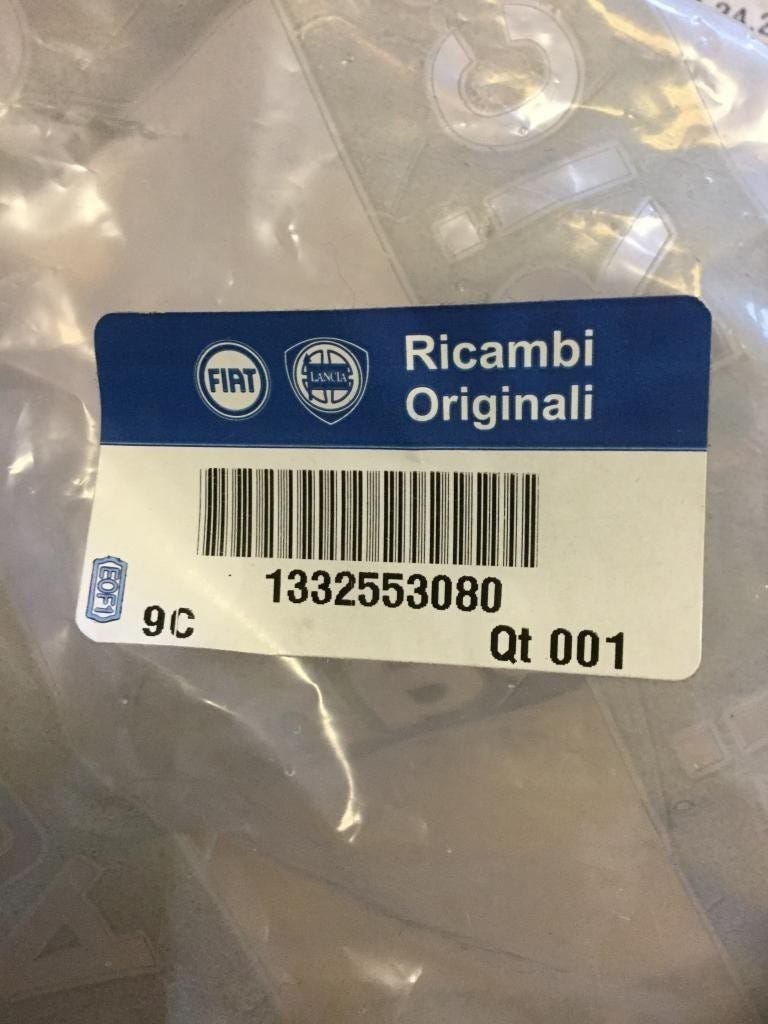 FIAT
LANCIA
Ricambi
Originali
1332553080
EOF1
9C
Qt 001